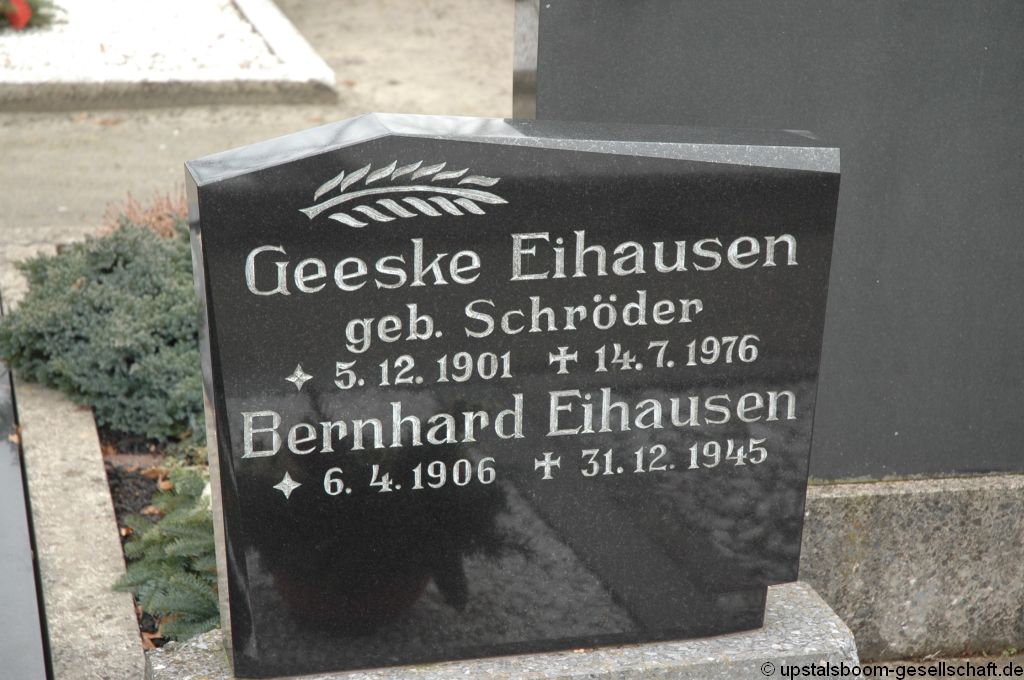 Geeske Eihausen
geb. Schröder
✦ 5. 12. 1901 ✝ 14. 7. 1976
Bernhard Eihausen
✦ 6. 4. 1906 ✝ 31. 12. 1945
© upstalsboom-gesellschaft.de